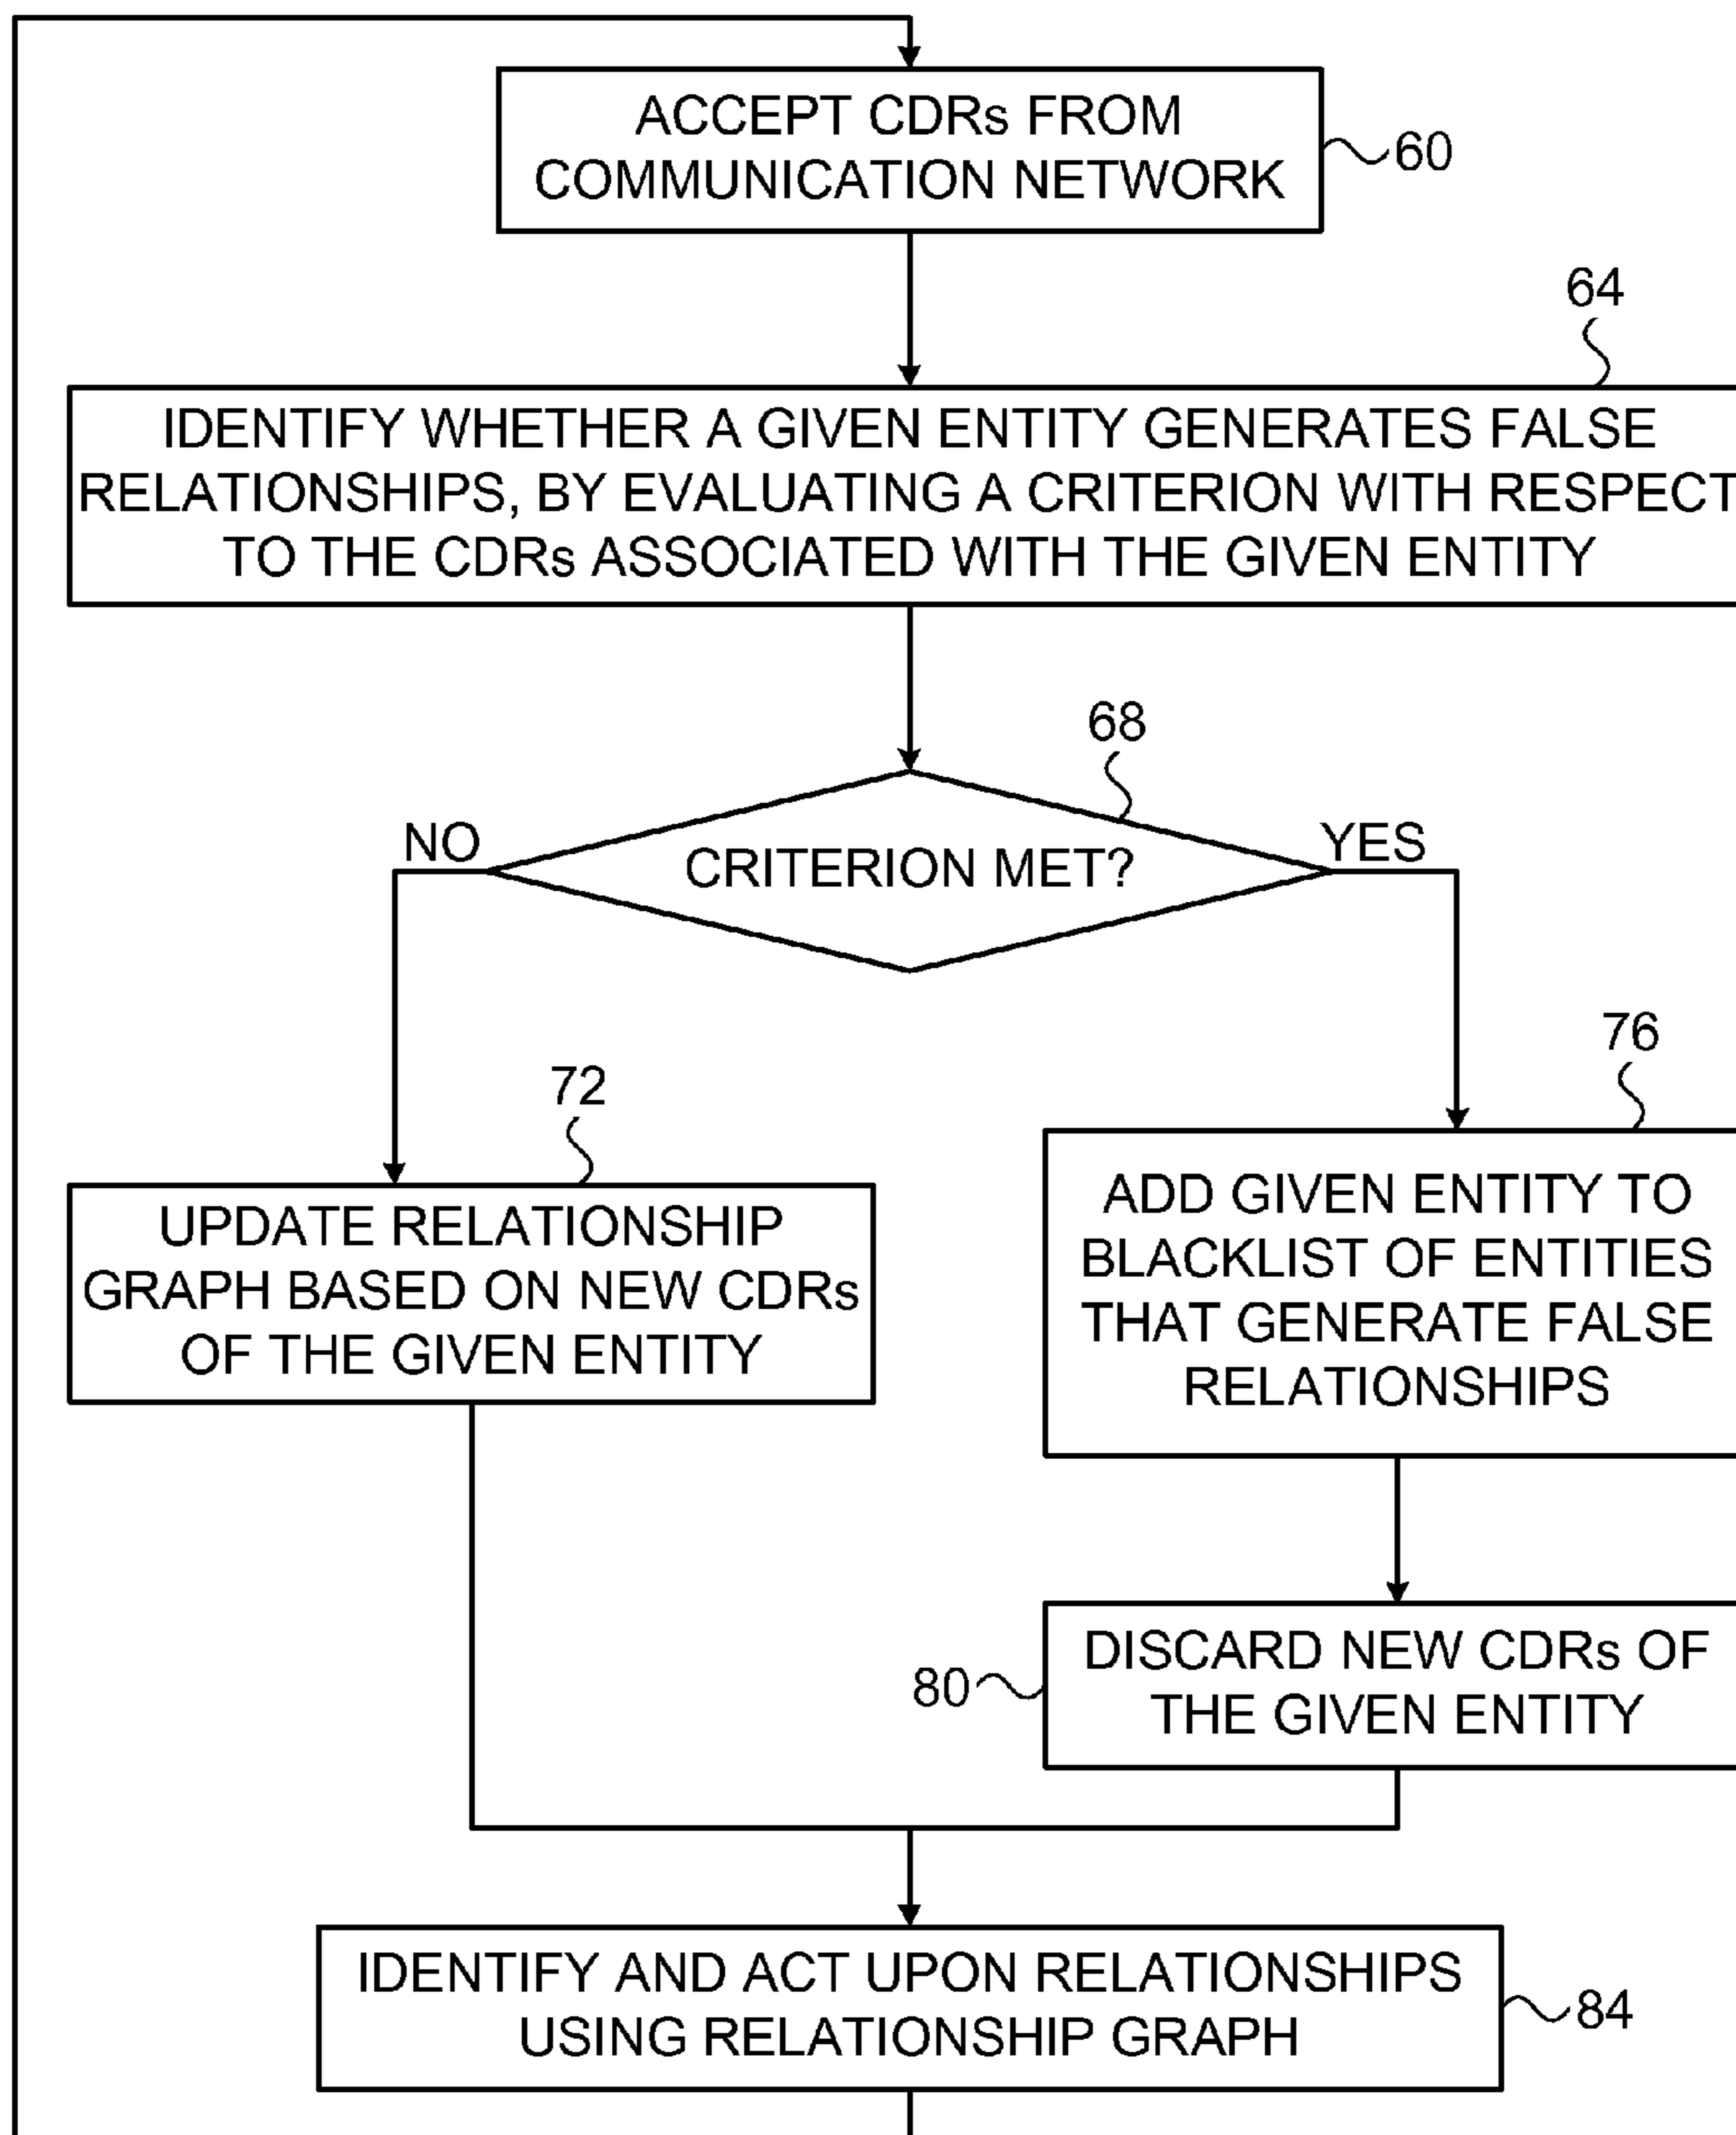 ACCEPT CDRs FROM
COMMUNICATION NETWORK
60
64
IDENTIFY WHETHER A GIVEN ENTITY GENERATES FALSE
RELATIONSHIPS, BY EVALUATING A CRITERION WITH RESPECT
TO THE CDRs ASSOCIATED WITH THE GIVEN ENTITY
68
NO
CRITERION MET?
YES
72
UPDATE RELATIONSHIP
GRAPH BASED ON NEW CDRs
OF THE GIVEN ENTITY
76
ADD GIVEN ENTITY TO
BLACKLIST OF ENTITIES
THAT GENERATE FALSE
RELATIONSHIPS
80
DISCARD NEW CDRs OF
THE GIVEN ENTITY
IDENTIFY AND ACT UPON RELATIONSHIPS
USING RELATIONSHIP GRAPH
84